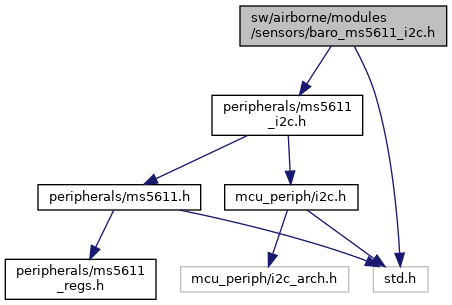 sw/airborne/modules
/sensors/baro_ms5611_i2c.h
peripherals/ms5611
_i2c.h
peripherals/ms5611.h
mcu_periph/i2c.h
peripherals/ms5611
_regs.h
mcu_periph/i2c_arch.h
std.h